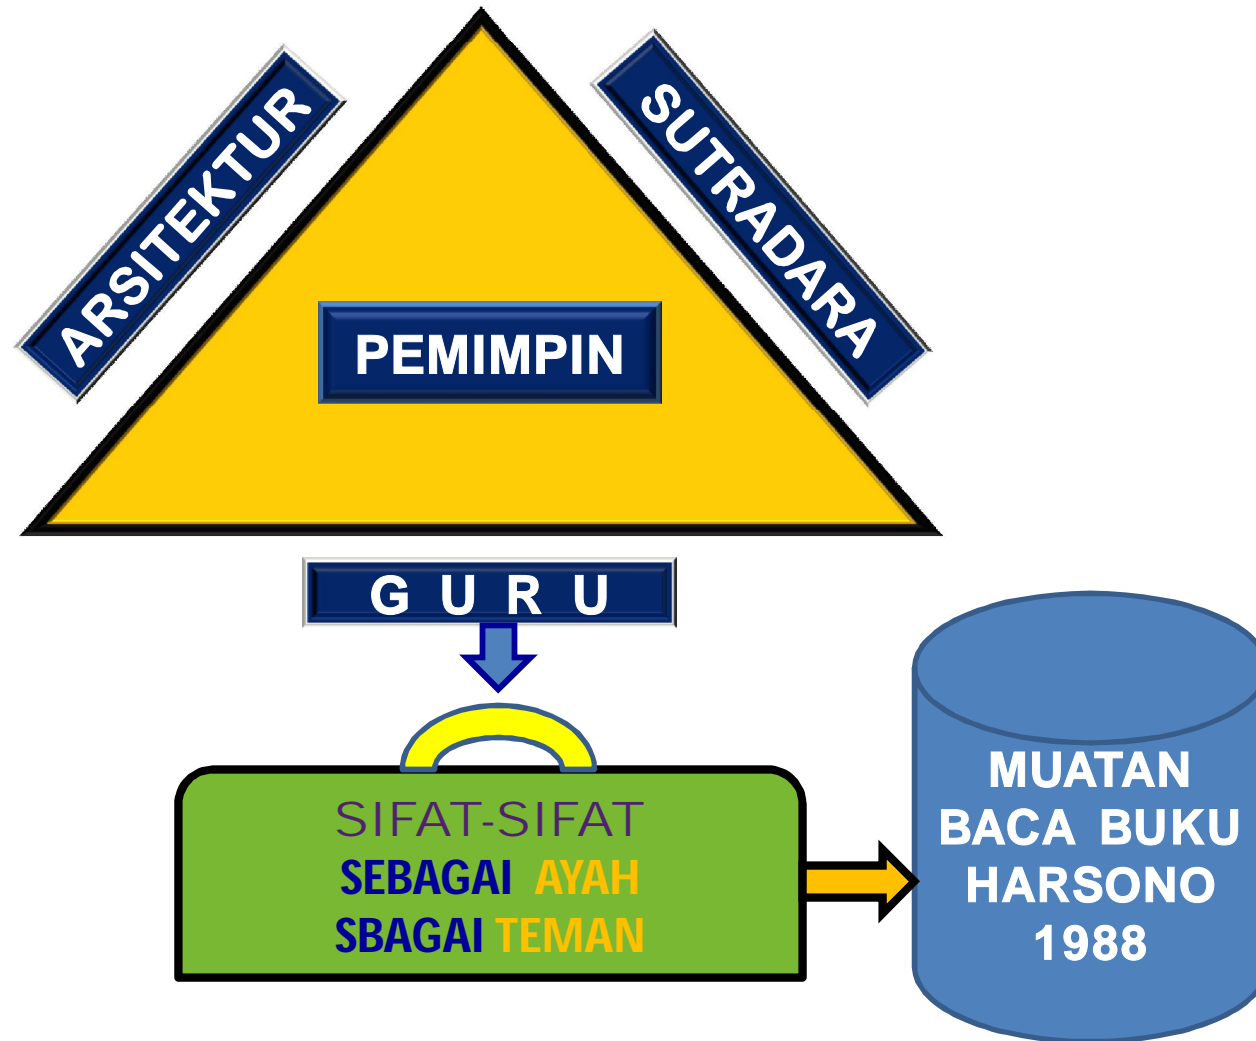 ARSITEKTUR
SUTRADARA
PEMIMPIN
G U R U
SIFAT-SIFAT
SEBAGAI AYAH
SBAGAI TEMAN
MUATAN
BACA BUKU
HARSONO
1988